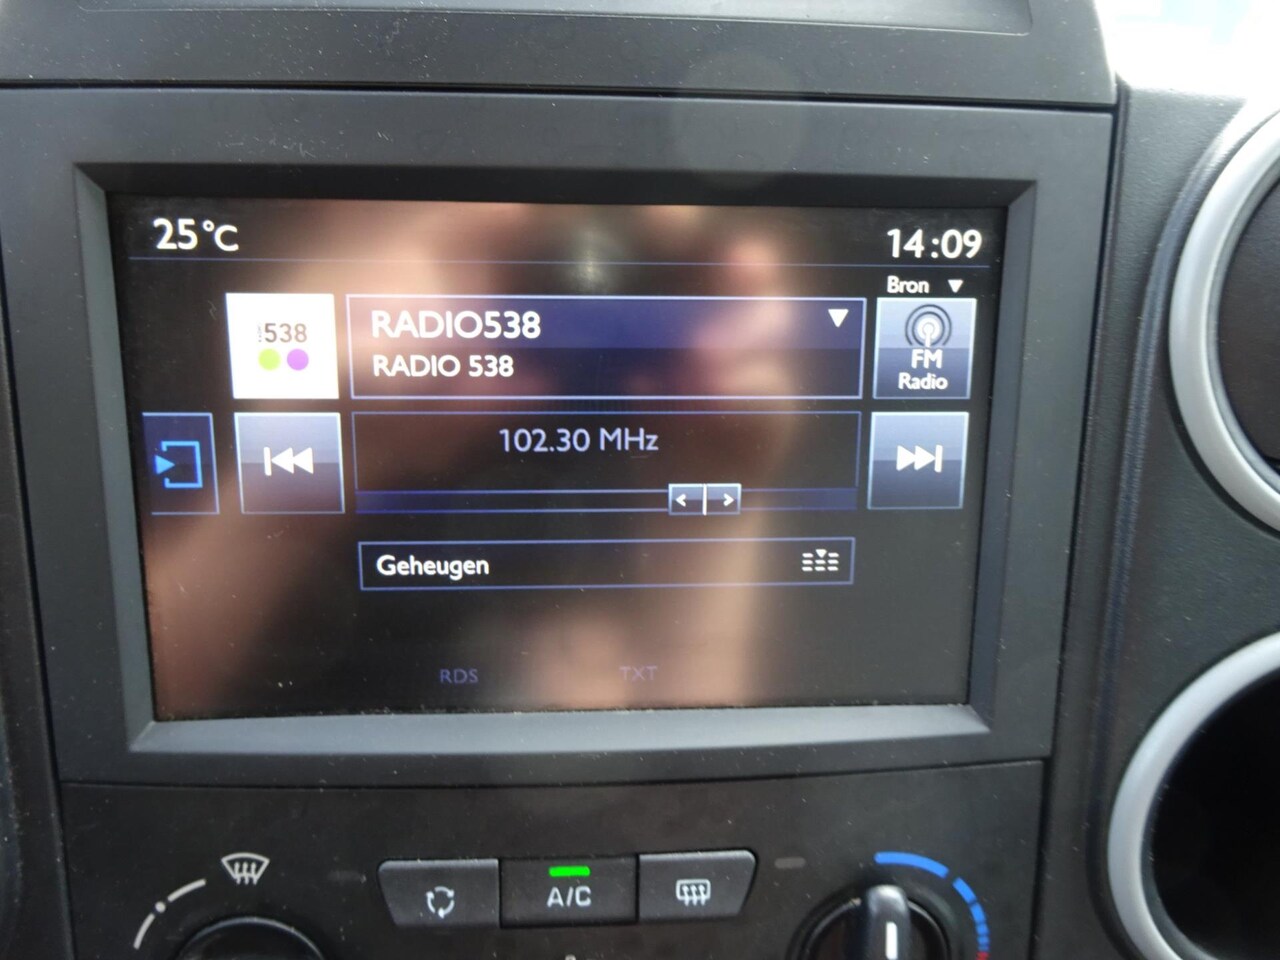 25°C
14:09
Bron
538
RADIO538
RADIO 538
FM
Radio
102.30 MHz
Geheugen
RDS
TXT
A/C